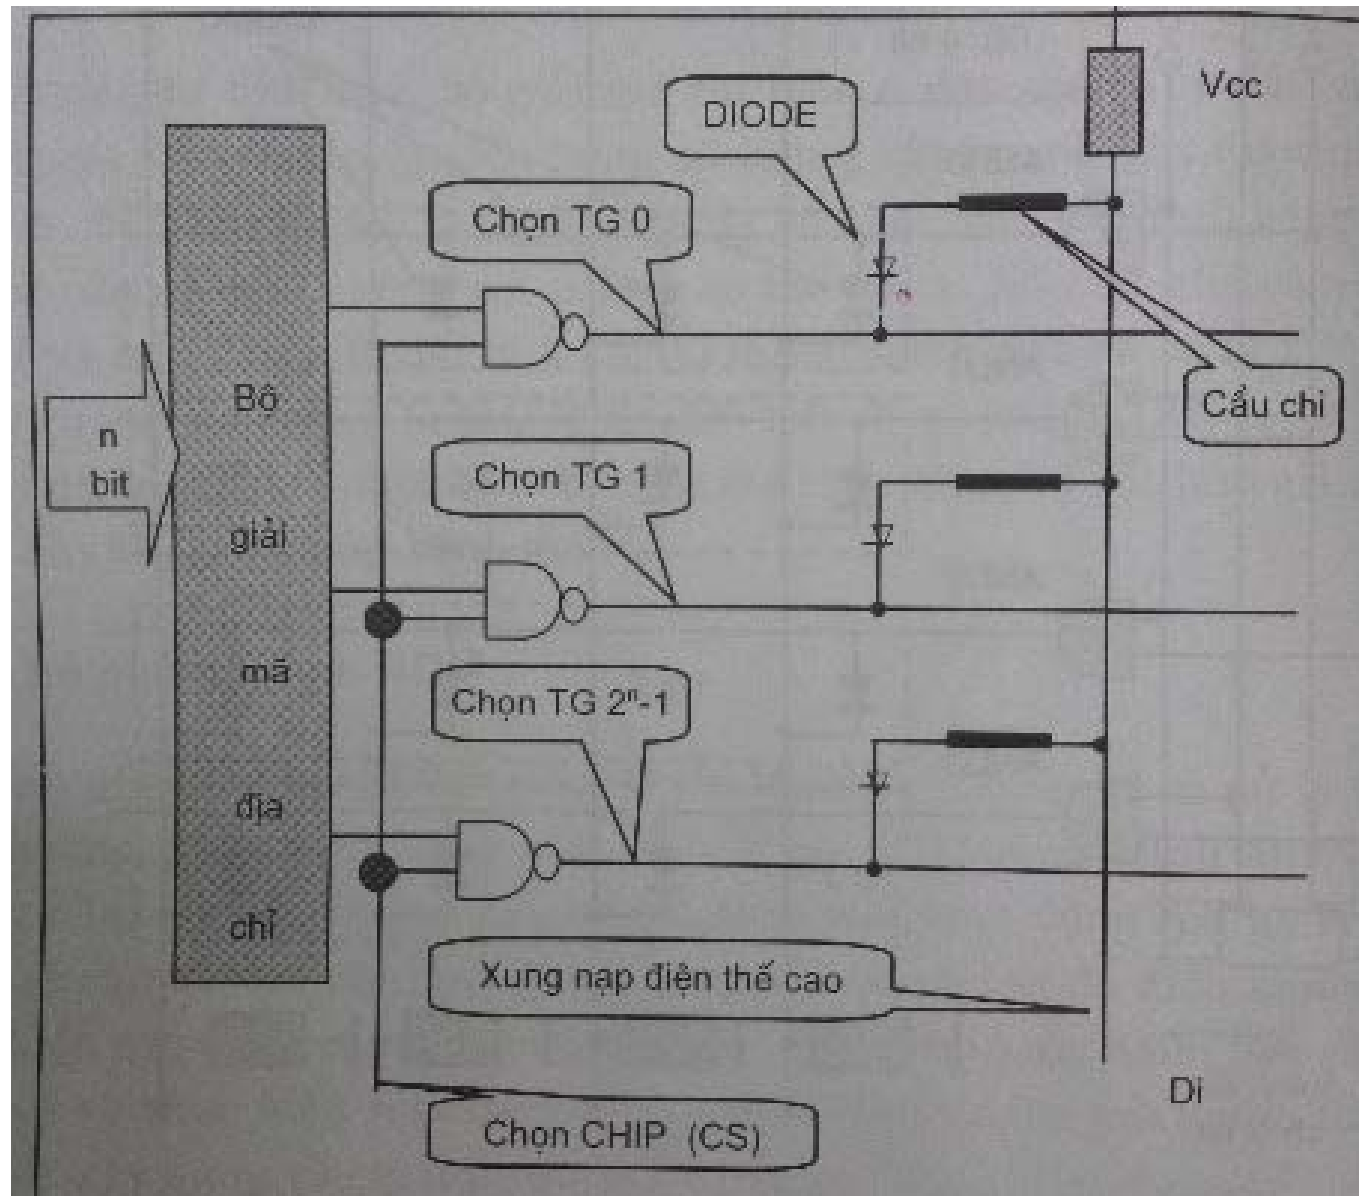 Vcc
DIODE
Chọn TG 0
Cầu chi
Bộ
giải
mã
địa
chỉ
n
bit
Chọn TG 1
Chọn TG 2ⁿ-1
Xung nạp điện thế cao
Di
Chọn CHIP (CS)